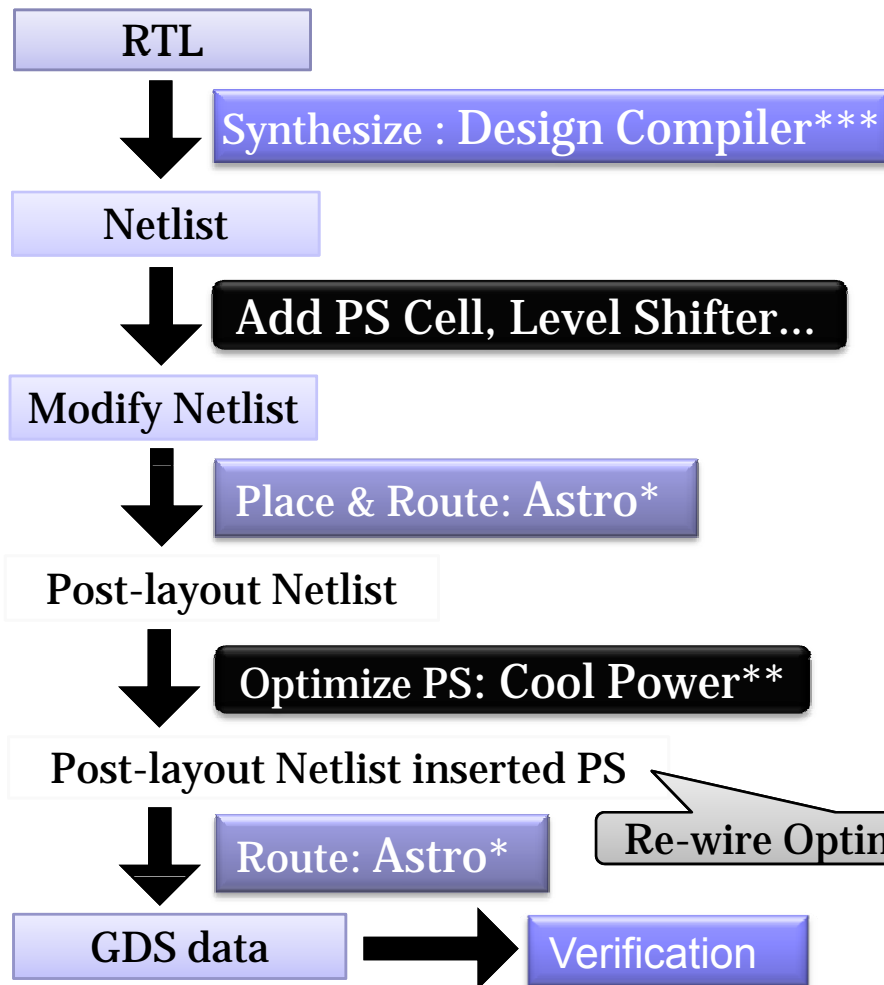 RTL
Synthesize : Design Compiler***
Netlist
Add PS Cell, Level Shifter...
Modify Netlist
Place & Route: Astro*
Post-layout Netlist
Optimize PS: Cool Power**
Post-layout Netlist inserted PS
Re-wire
Route: Astro*
GDS data
Verification